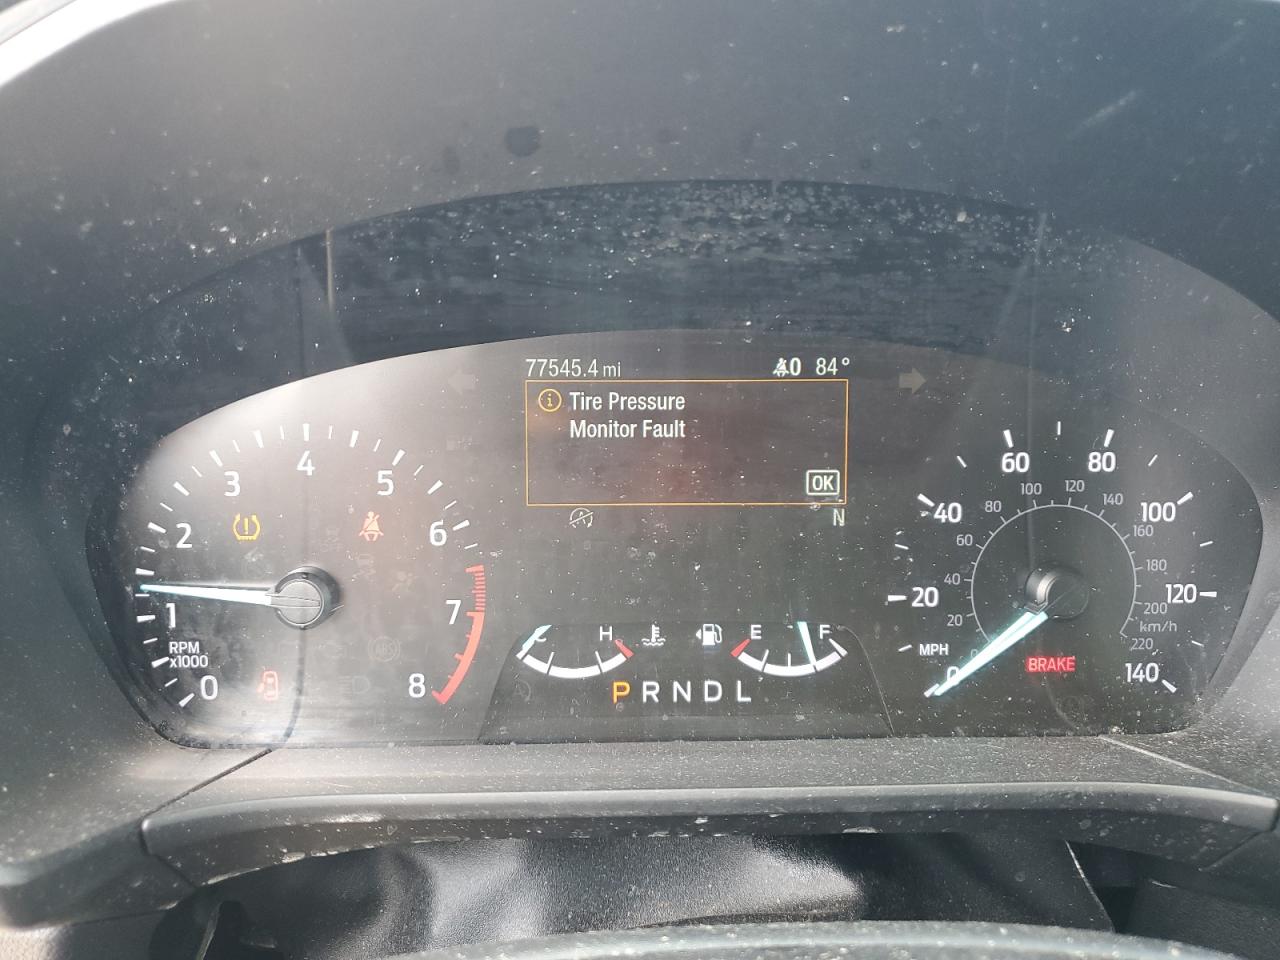 77545.4 mi 0 84°
Tire Pressure
Monitor Fault
OK
N
0 1 2 3 4 5 6 7 8
RPM
x1000
ABS
C H E F
P R N D L
0 20 40 60 80 100 120 140
20 40 60 80 100 120 140 160 180 200 220
MPH
km/h
BRAKE